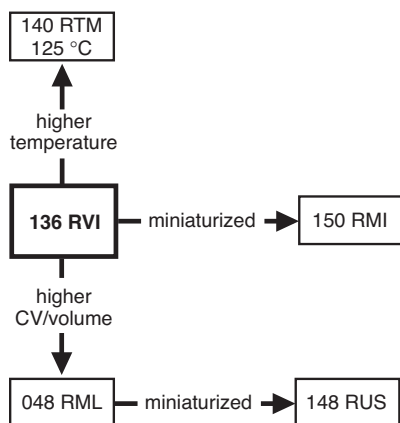 140 RTM
125 °C
higher
temperature
136 RVI
miniaturized
150 RMI
higher
CV/volume
048 RML
miniaturized
148 RUS